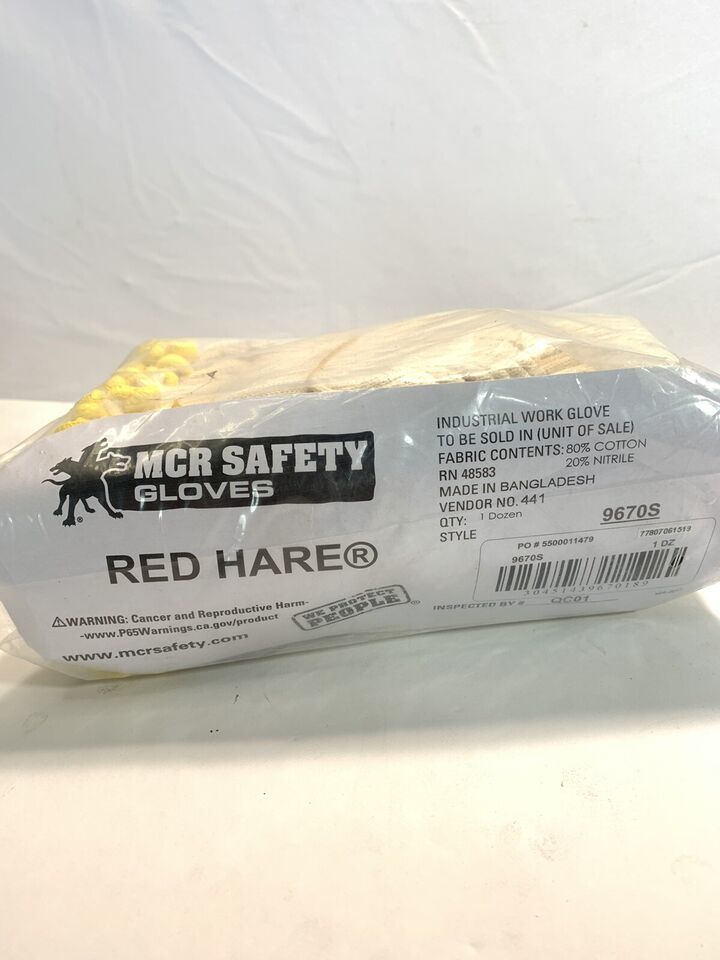 MCR SAFETY
GLOVES
RED HARE®
⚠WARNING: Cancer and Reproductive Harm-
-www.P65Warnings.ca.gov/product
www.mcrsafety.com
WE PROTECT
PEOPLE®
INDUSTRIAL WORK GLOVE
TO BE SOLD IN (UNIT OF SALE)
FABRIC CONTENTS: 80% COTTON
20% NITRILE
RN 48583
MADE IN BANGLADESH
VENDOR NO. 441
QTY: 1 Dozen
STYLE 9670S
PO # 5500011479 77807061519
9670S 1 DZ
30451439670189
INSPECTED BY # QC01